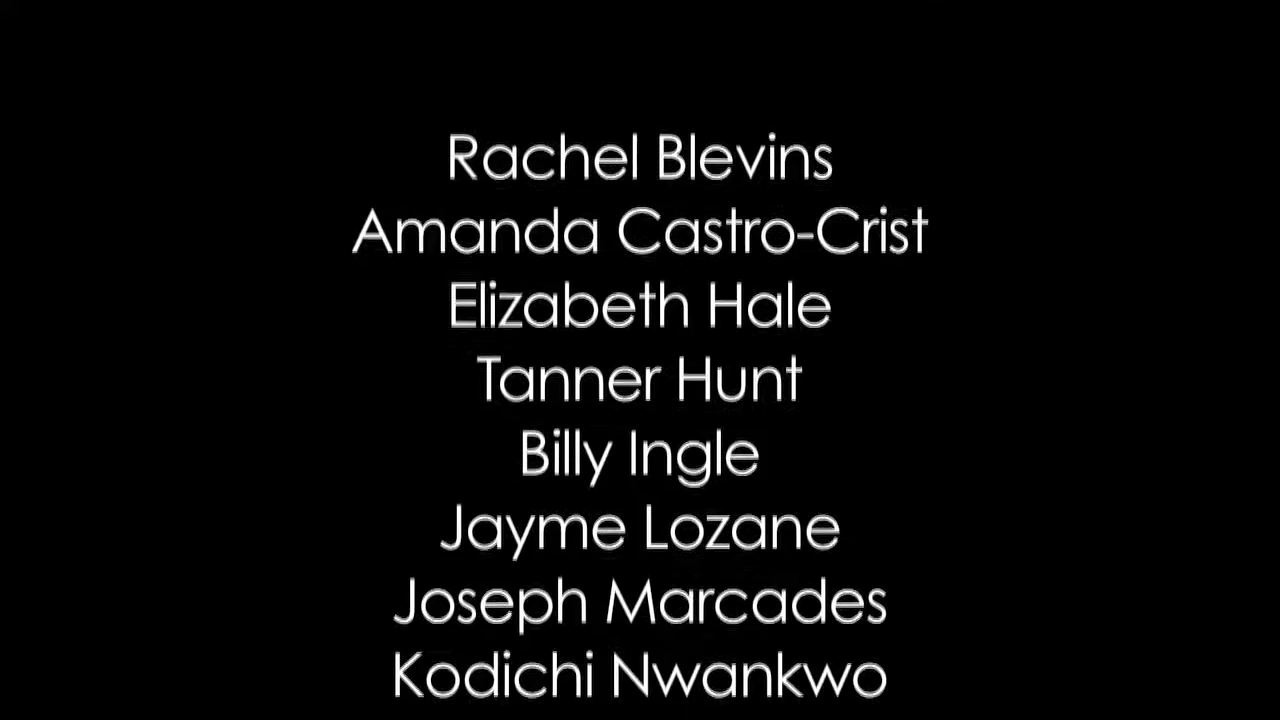 Rachel Blevins
Amanda Castro-Crist
Elizabeth Hale
Tanner Hunt
Billy Ingle
Jayme Lozane
Joseph Marcades
Kodichi Nwankwo